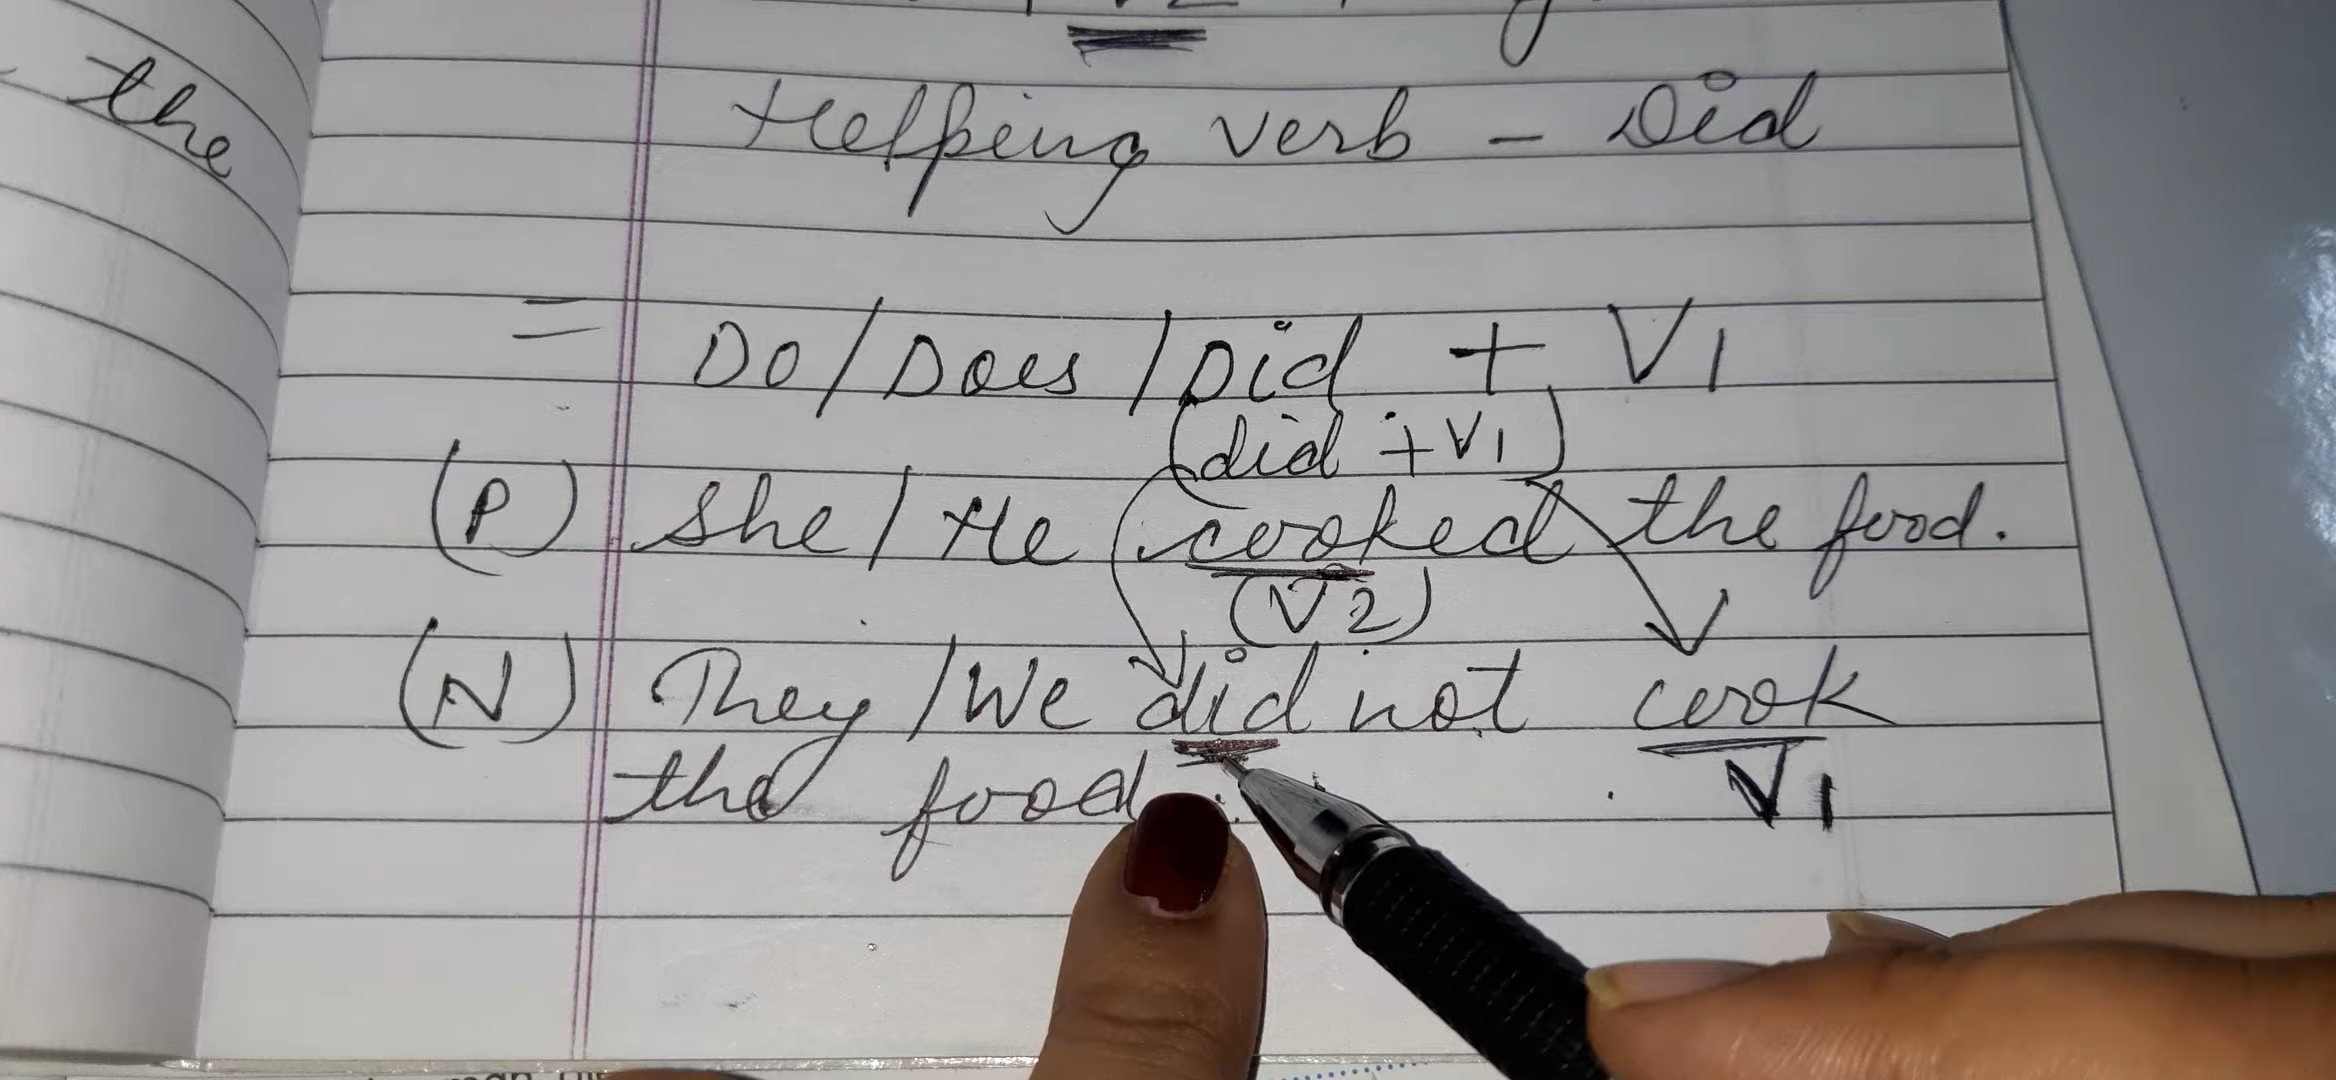 the
V2
Helping verb - Did
= Do/Does/Did + V1
(did + V1)
(P) She/He cooked the food.
(V2)
(N) They/We did not cook
the food.
V1